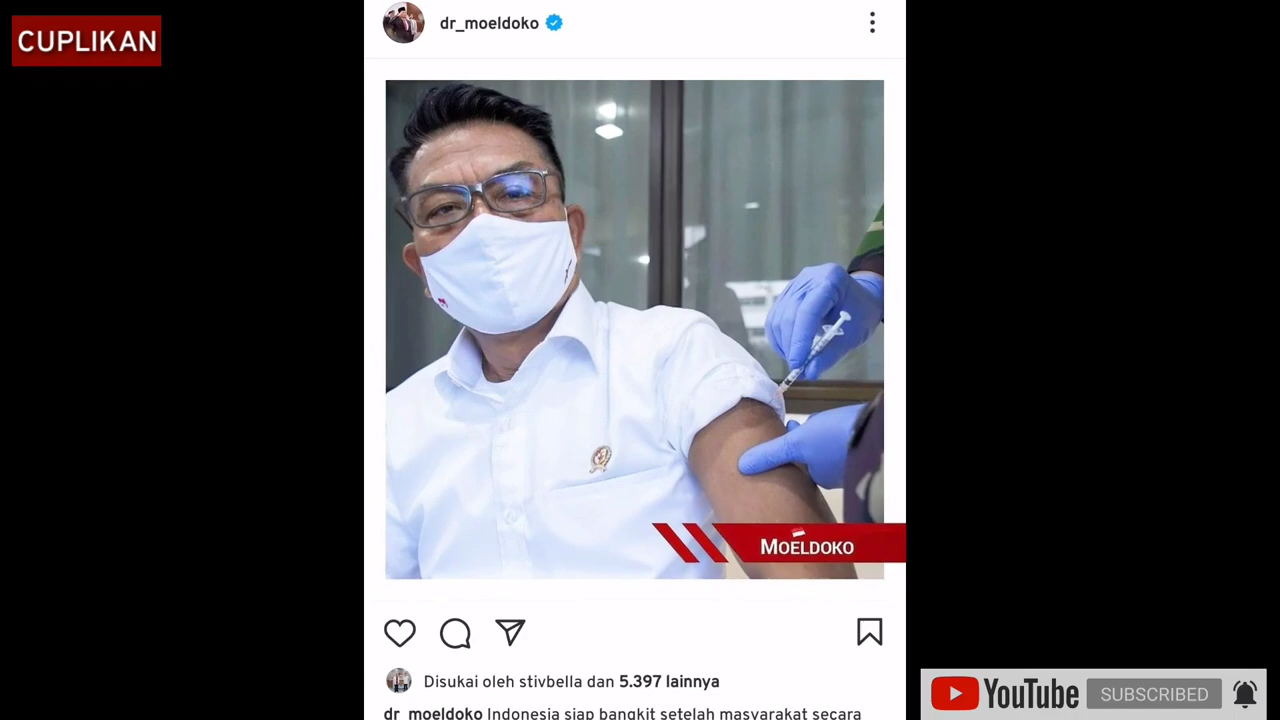 CUPLIKAN
dr_moeldoko
MOELDOKO
Disukai oleh stivbella dan 5.397 lainnya
dr_moeldoko Indonesia siap bangkit setelah masyarakat secara
YouTube SUBSCRIBED